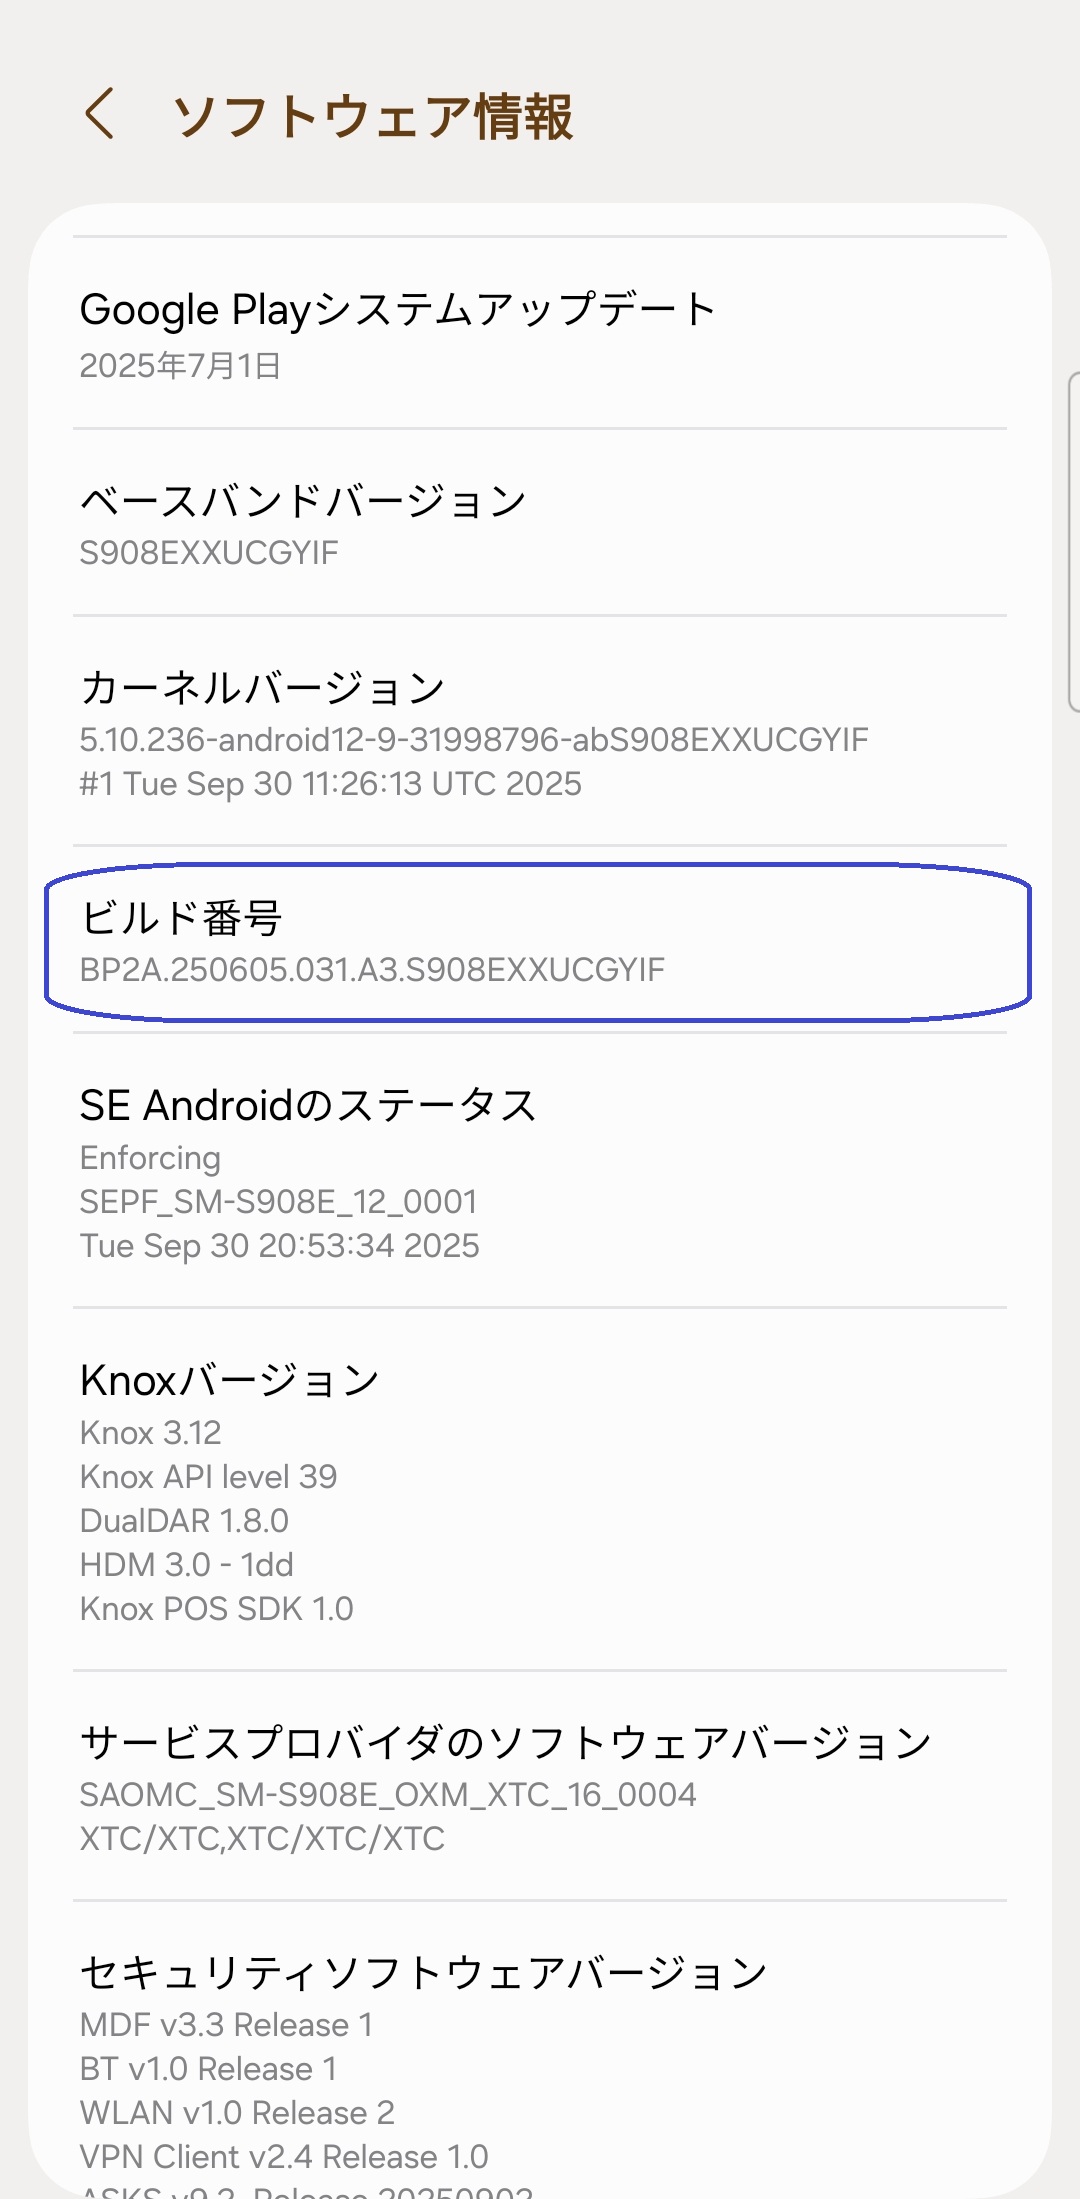 ソフトウェア情報
Google Playシステムアップデート
2025年7月1日
ベースバンドバージョン
S908EXXUCGYIF
カーネルバージョン
5.10.236-android12-9-31998796-abS908EXXUCGYIF
#1 Tue Sep 30 11:26:13 UTC 2025
ビルド番号
BP2A.250605.031.A3.S908EXXUCGYIF
SE Androidのステータス
Enforcing
SEPF_SM-S908E_12_0001
Tue Sep 30 20:53:34 2025
Knoxバージョン
Knox 3.12
Knox API level 39
DualDAR 1.8.0
HDM 3.0 - 1dd
Knox POS SDK 1.0
サービスプロバイダのソフトウェアバージョン
SAOMC_SM-S908E_OXM_XTC_16_0004
XTC/XTC,XTC/XTC/XTC
セキュリティソフトウェアバージョン
MDF v3.3 Release 1
BT v1.0 Release 1
WLAN v1.0 Release 2
VPN Client v2.4 Release 1.0
ASKS Release